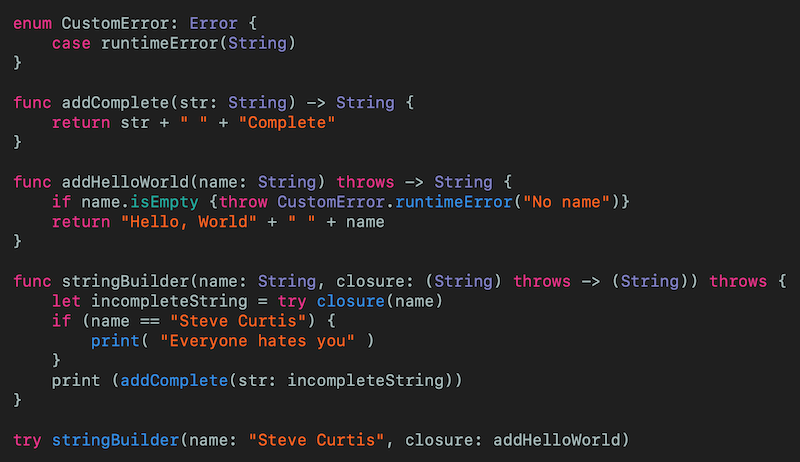 enum CustomError: Error {
    case runtimeError(String)
}

func addComplete(str: String) -> String {
    return str + " " + "Complete"
}

func addHelloWorld(name: String) throws -> String {
    if name.isEmpty {throw CustomError.runtimeError("No name")}
    return "Hello, World" + " " + name
}

func stringBuilder(name: String, closure: (String) throws -> (String)) throws {
    let incompleteString = try closure(name)
    if (name == "Steve Curtis") {
        print( "Everyone hates you" )
    }
    print (addComplete(str: incompleteString))
}

try stringBuilder(name: "Steve Curtis", closure: addHelloWorld)